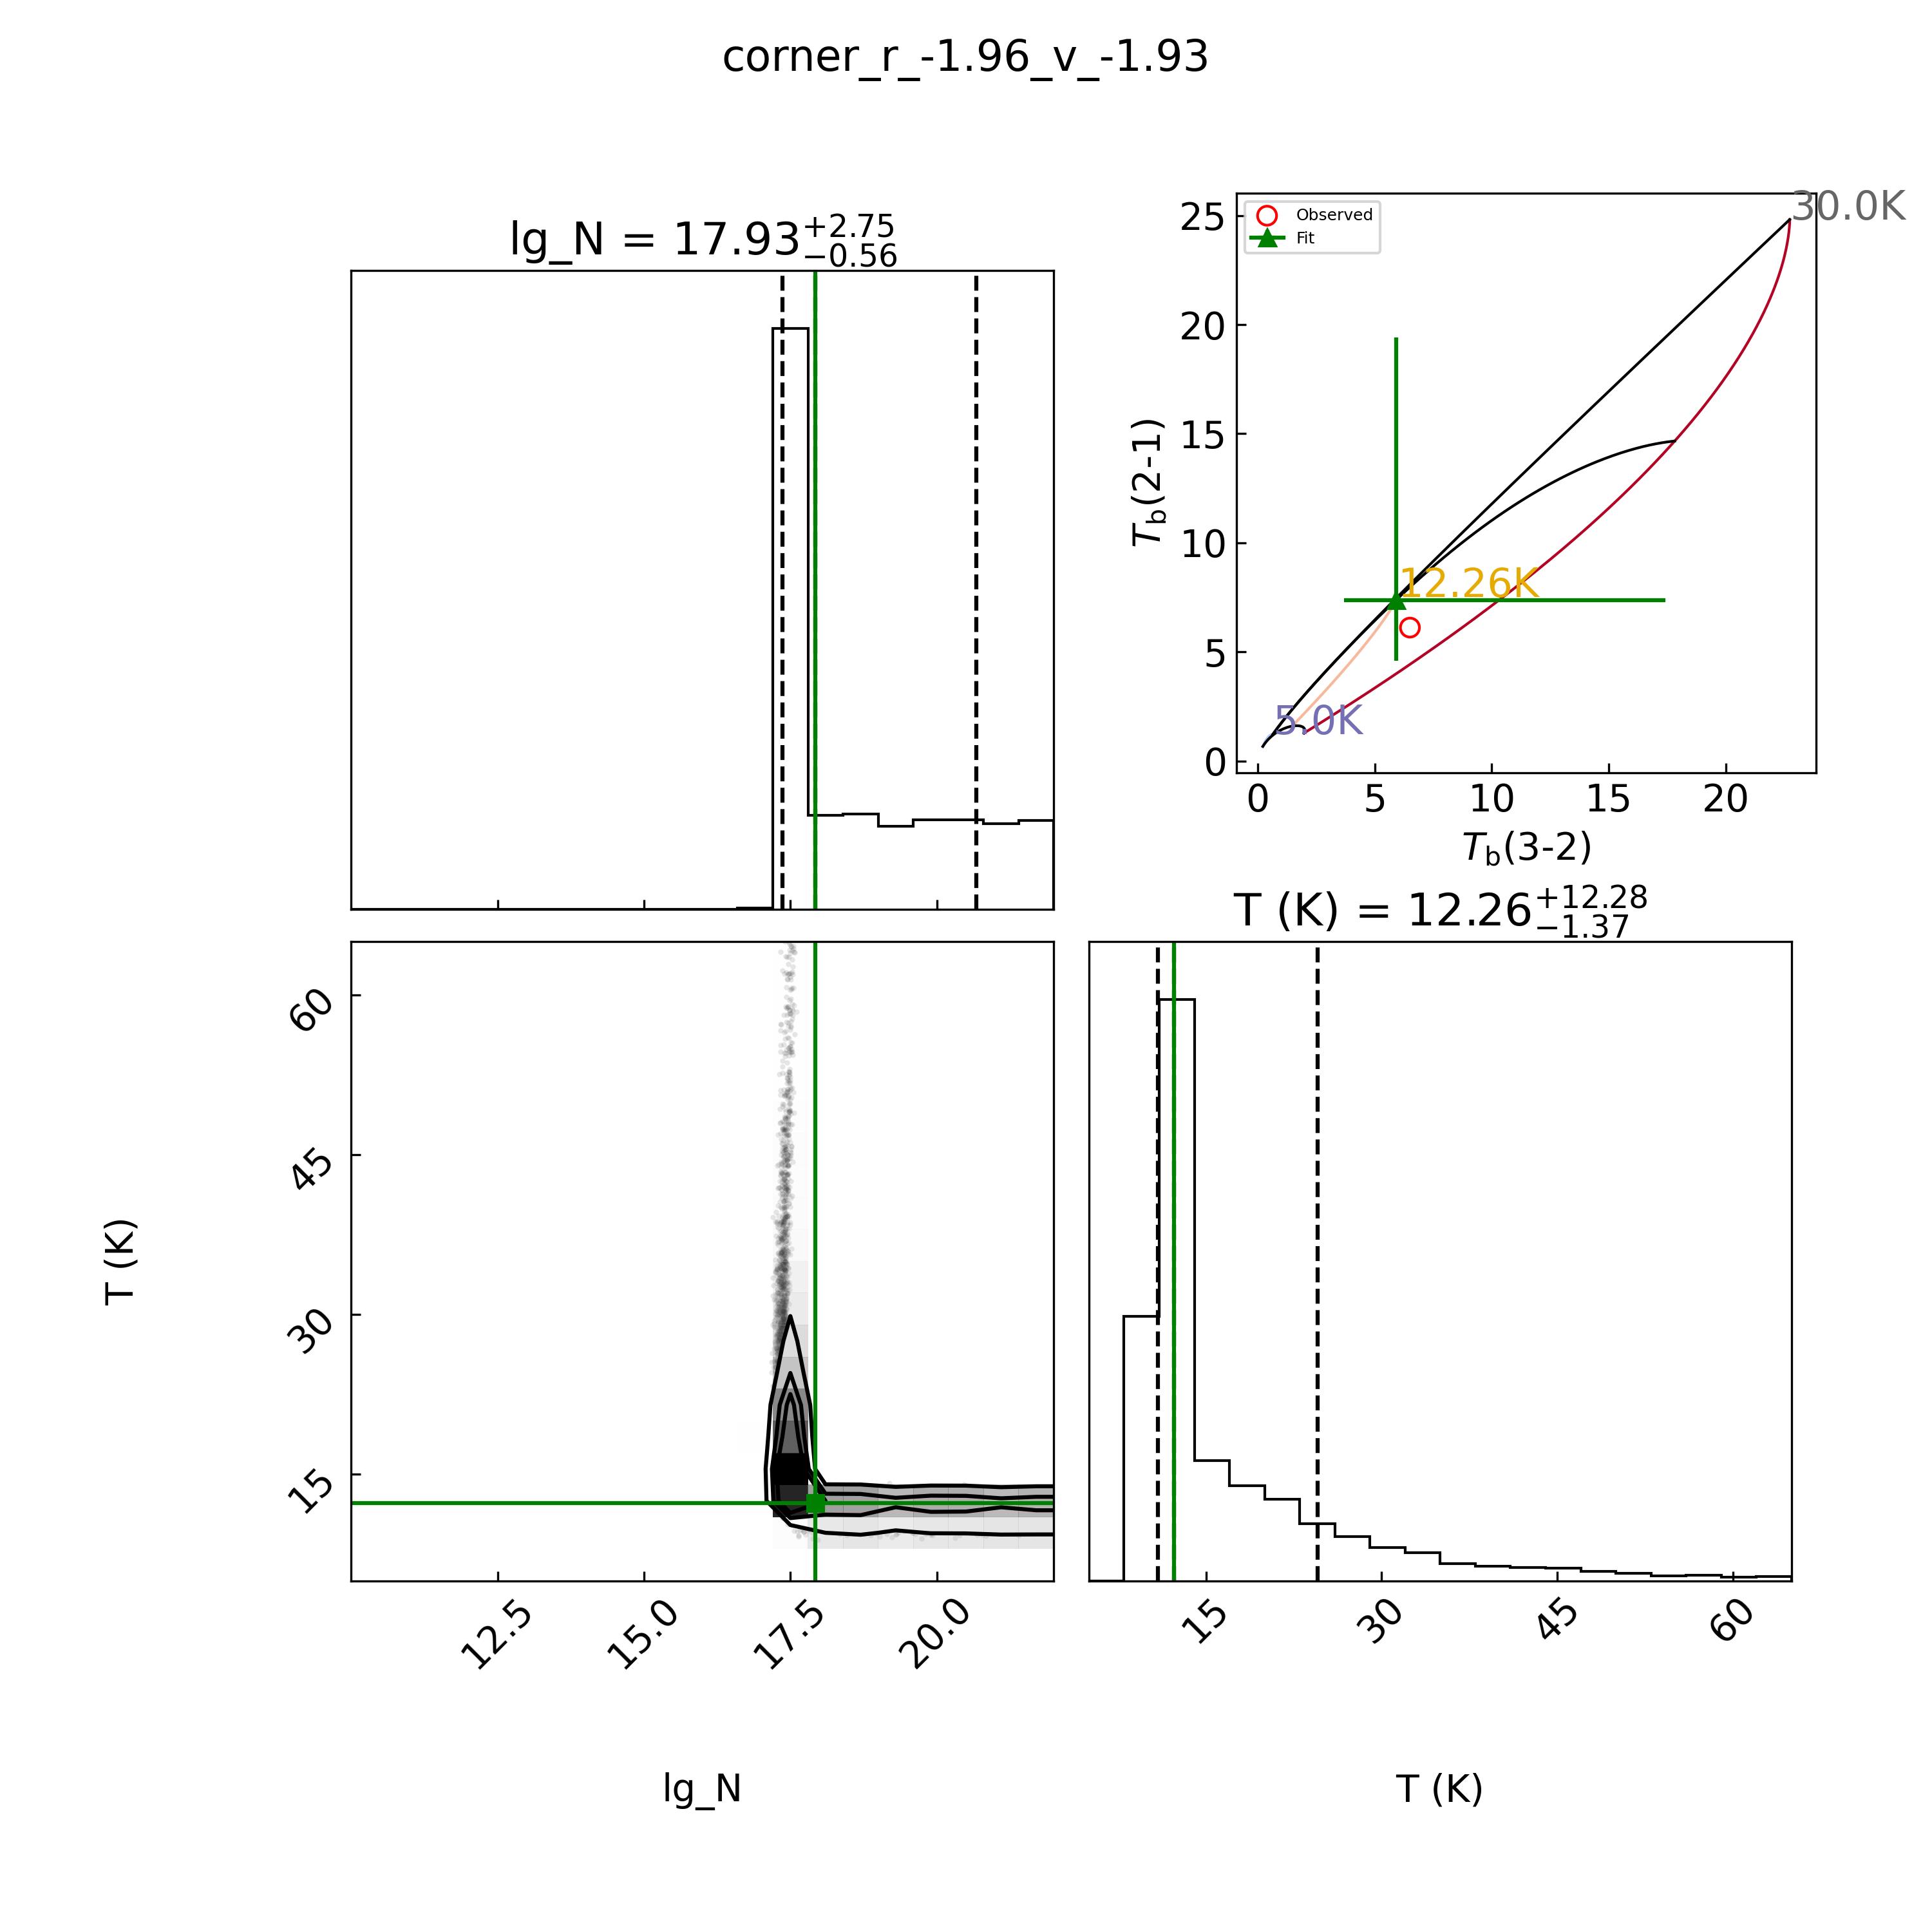 corner_r_-1.96_v_-1.93
lg_N = 17.93+2.75−0.56
30.0K
25
20
15
10
5
0
Tb(2-1)
Observed
Fit
12.26K
5.0K
0 5 10 15 20
Tb(3-2)
T (K) = 12.26+12.28−1.37
60
45
30
15
T (K)
12.5 15.0 17.5 20.0
lg_N
15 30 45 60
T (K)